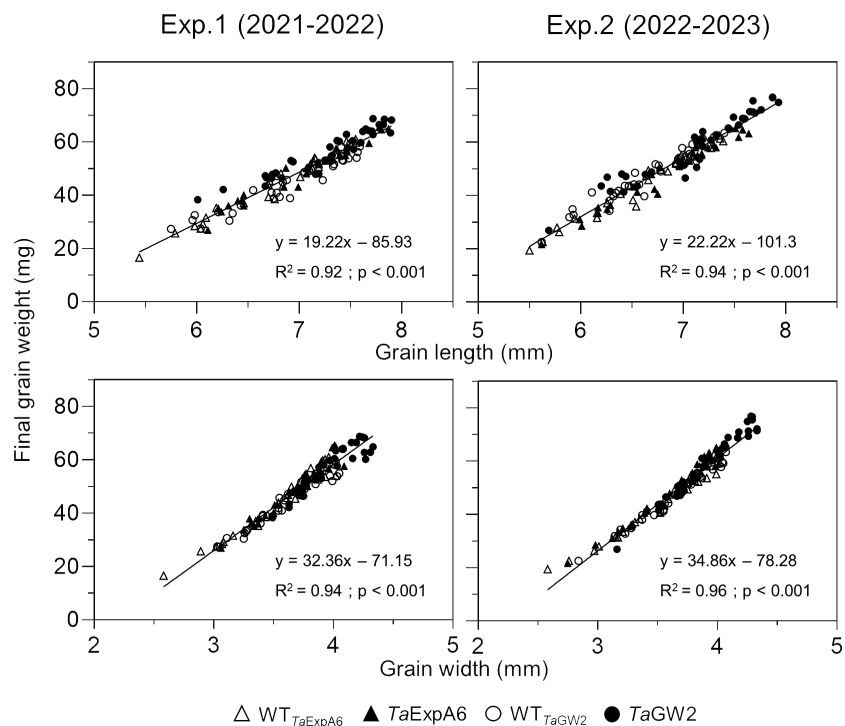 Exp.1 (2021-2022)
Exp.2 (2022-2023)
Final grain weight (mg)
80
60
40
20
0
y = 19.22x – 85.93
R² = 0.92 ; p < 0.001
5 6 7 8
y = 22.22x – 101.3
R² = 0.94 ; p < 0.001
5 6 7 8
Grain length (mm)
80
60
40
20
0
y = 32.36x – 71.15
R² = 0.94 ; p < 0.001
2 3 4 5
y = 34.86x – 78.28
R² = 0.96 ; p < 0.001
2 3 4 5
Grain width (mm)
WT TaExpA6 TaExpA6 WT TaGW2 TaGW2